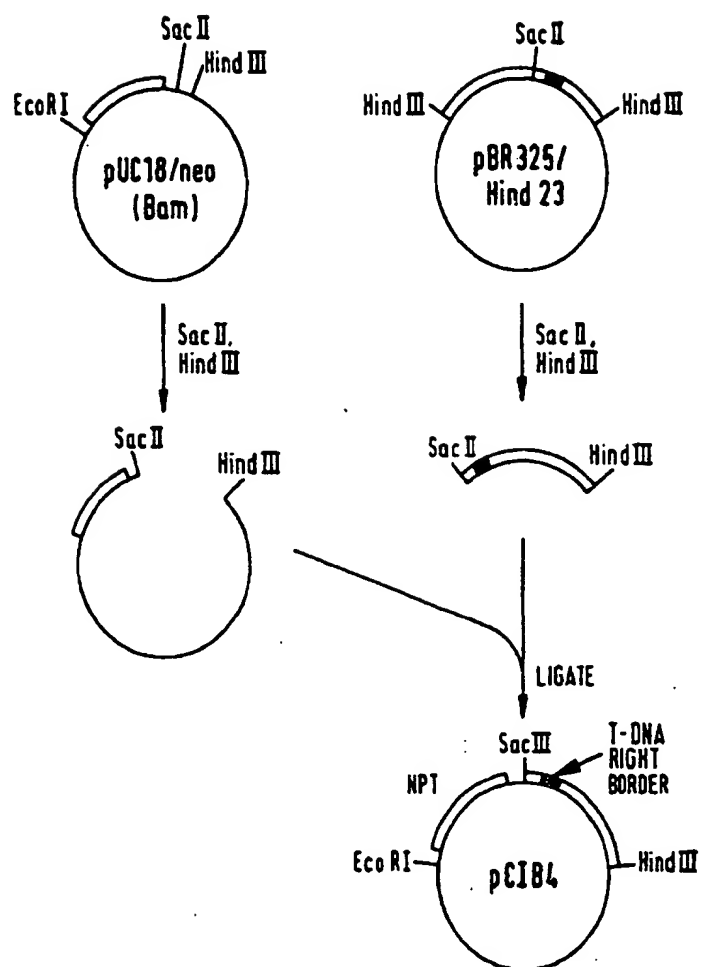 Sac II
Hind III
EcoRI
pUC18/neo
(Bam)
Sac II
Hind III
Hind III
pBR325/
Hind 23
Sac II,
Hind III
Sac II,
Hind III
Sac II
Hind III
Sac II
Hind III
LIGATE
Sac III
T-DNA
RIGHT
BORDER
NPT
Eco RI
Hind III
pCIB4